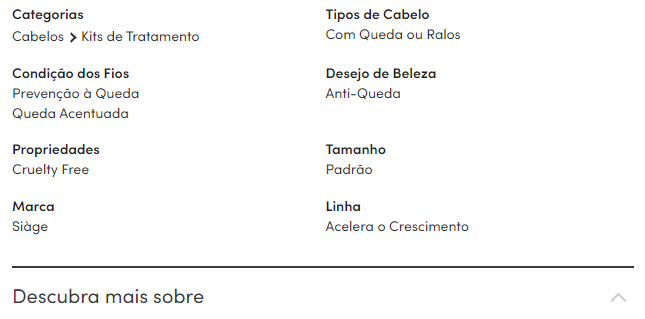 Categorias
Cabelos > Kits de Tratamento
Tipos de Cabelo
Com Queda ou Ralos
Condição dos Fios
Prevenção à Queda
Queda Acentuada
Desejo de Beleza
Anti-Queda
Propriedades
Cruelty Free
Tamanho
Padrão
Marca
Siàge
Linha
Acelera o Crescimento
Descubra mais sobre